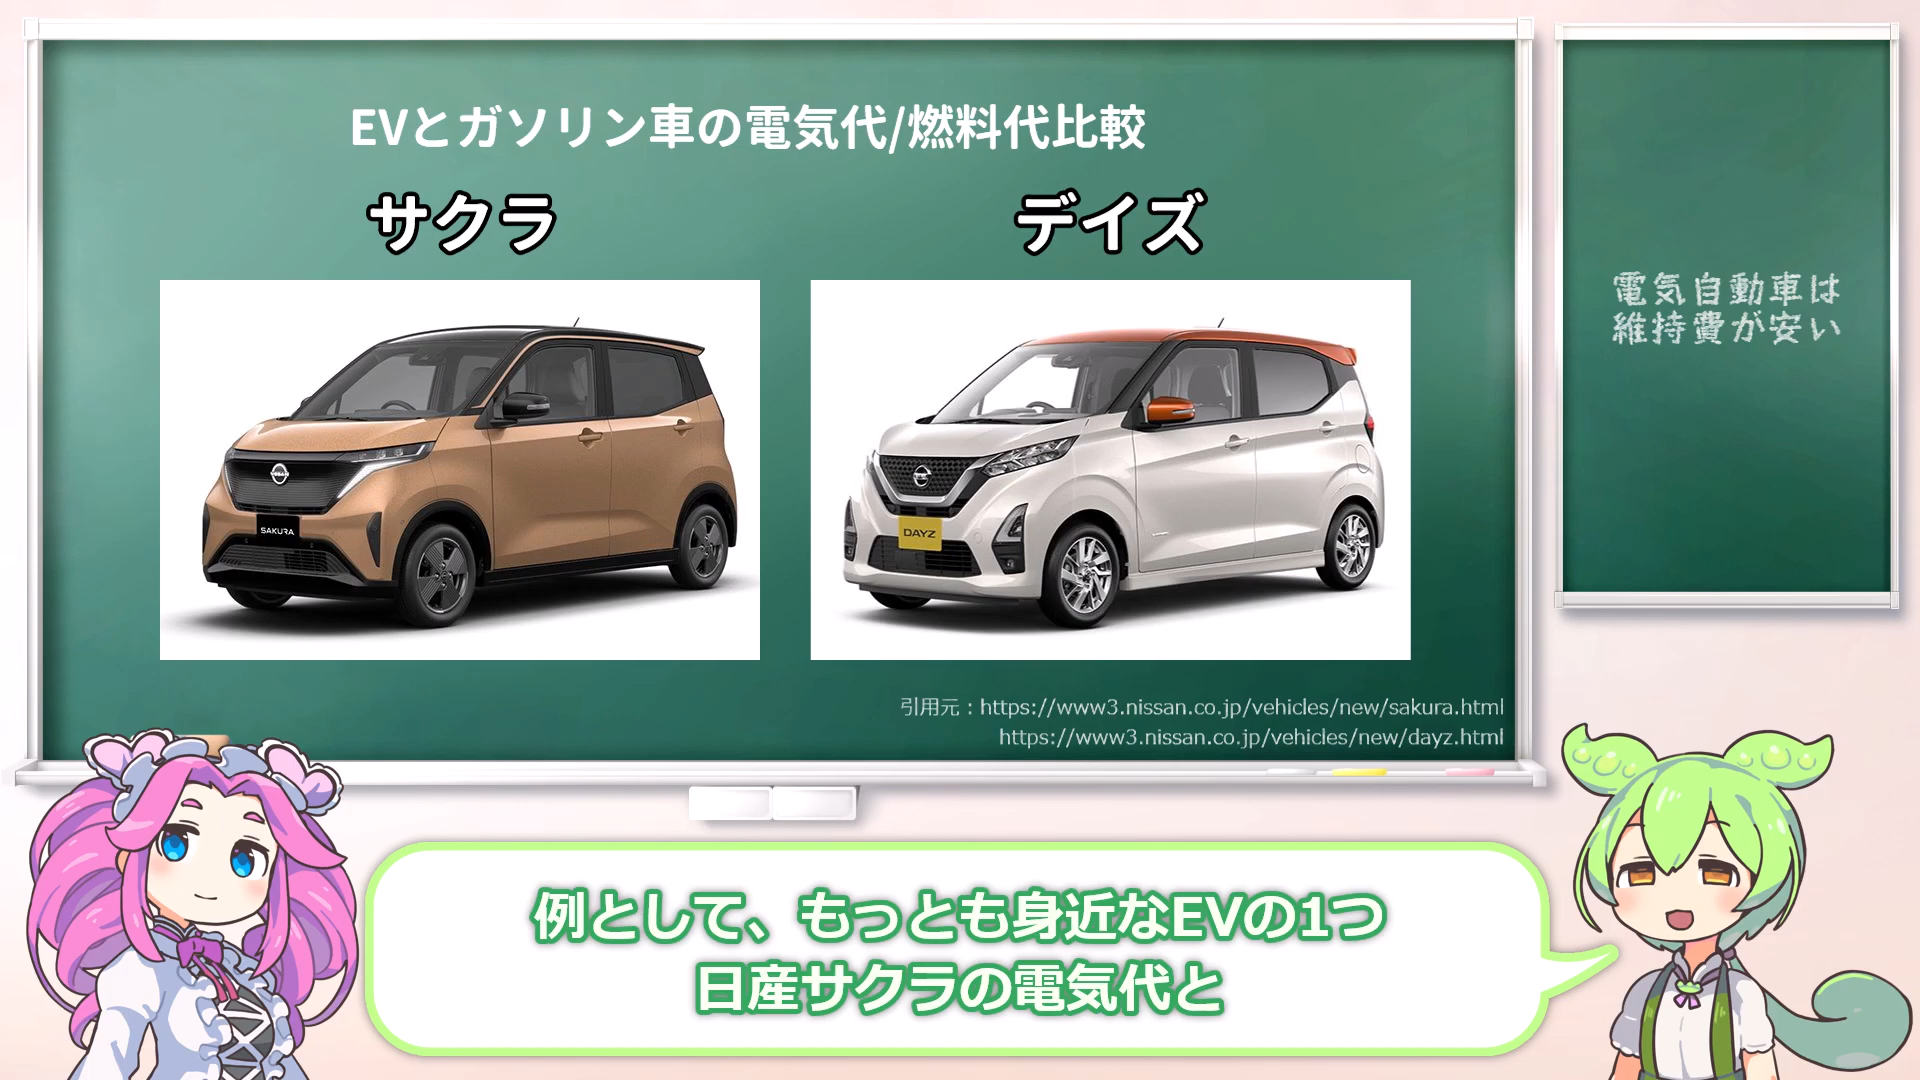 EVとガソリン車の電気代/燃料代比較
サクラ
デイズ
NISSAN
SAKURA
DAYZ
引用元：https://www3.nissan.co.jp/vehicles/new/sakura.html
https://www3.nissan.co.jp/vehicles/new/dayz.html
電気自動車は
維持費が安い
例として、もっとも身近なEVの1つ
日産サクラの電気代と